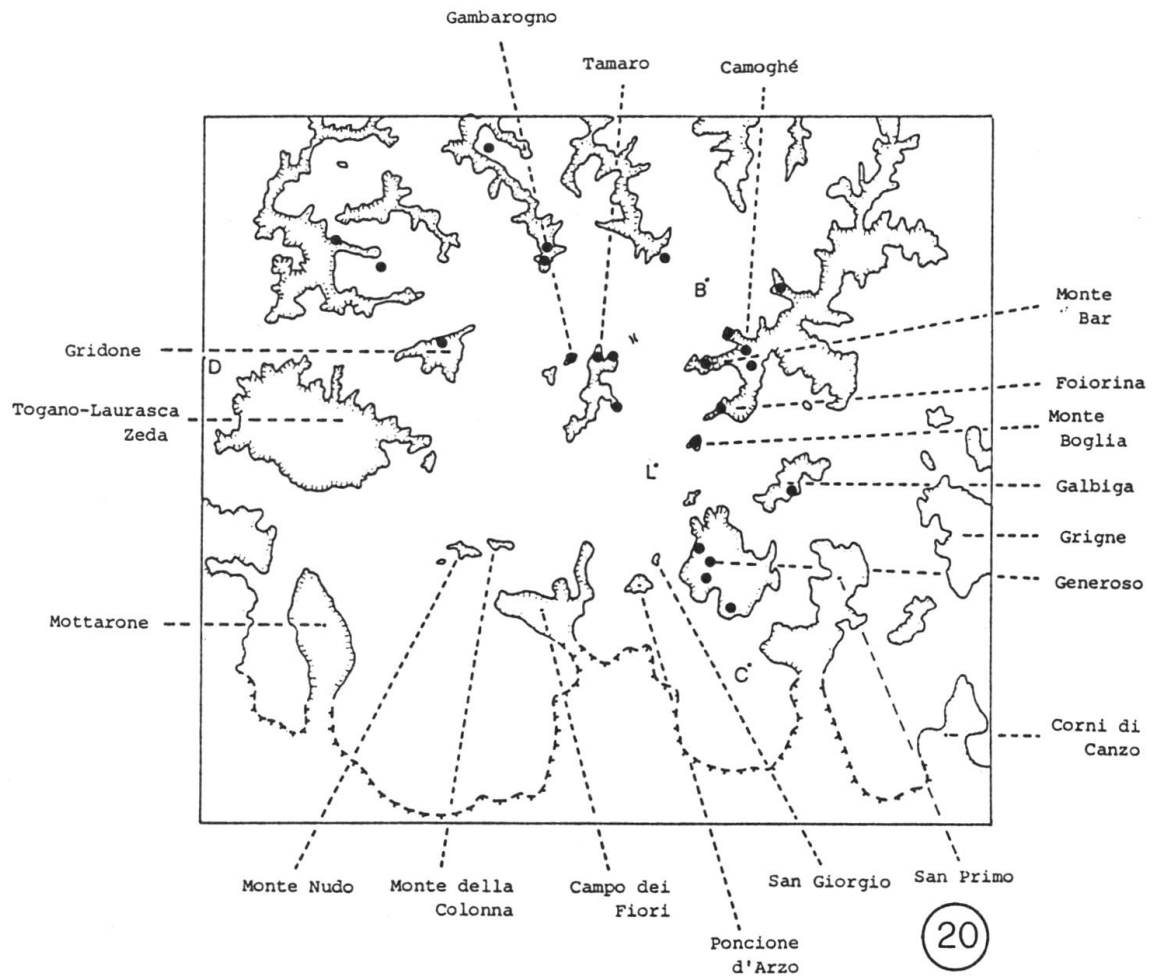 Gambarogno
Tamaro
Camoghé
Monte
Bar
Gridone
D
B
Togano-Laurasca
Zeda
Foiorina
Monte
Boglia
L
Galbiga
Grigne
Generoso
Mottarone
C
Corni di
Canzo
Monte Nudo
Monte della
Colonna
Campo dei
Fiori
San Giorgio
San Primo
Poncione
d'Arzo
20